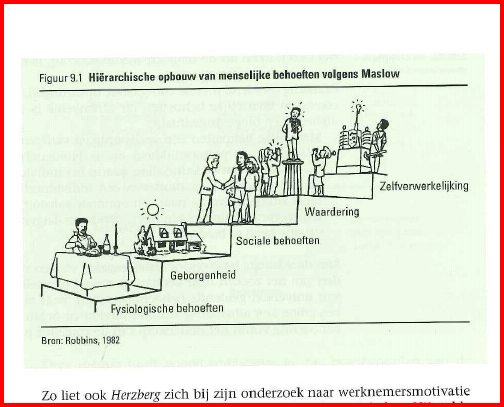 Figuur 9.1 Hiërarchische opbouw van menselijke behoeften volgens Maslow
Zelfverwerkelijking
Waardering
Sociale behoeften
Geborgenheid
Fysiologische behoeften
Bron: Robbins, 1982
Zo liet ook Herzberg zich bij zijn onderzoek naar werknemersmotivatie